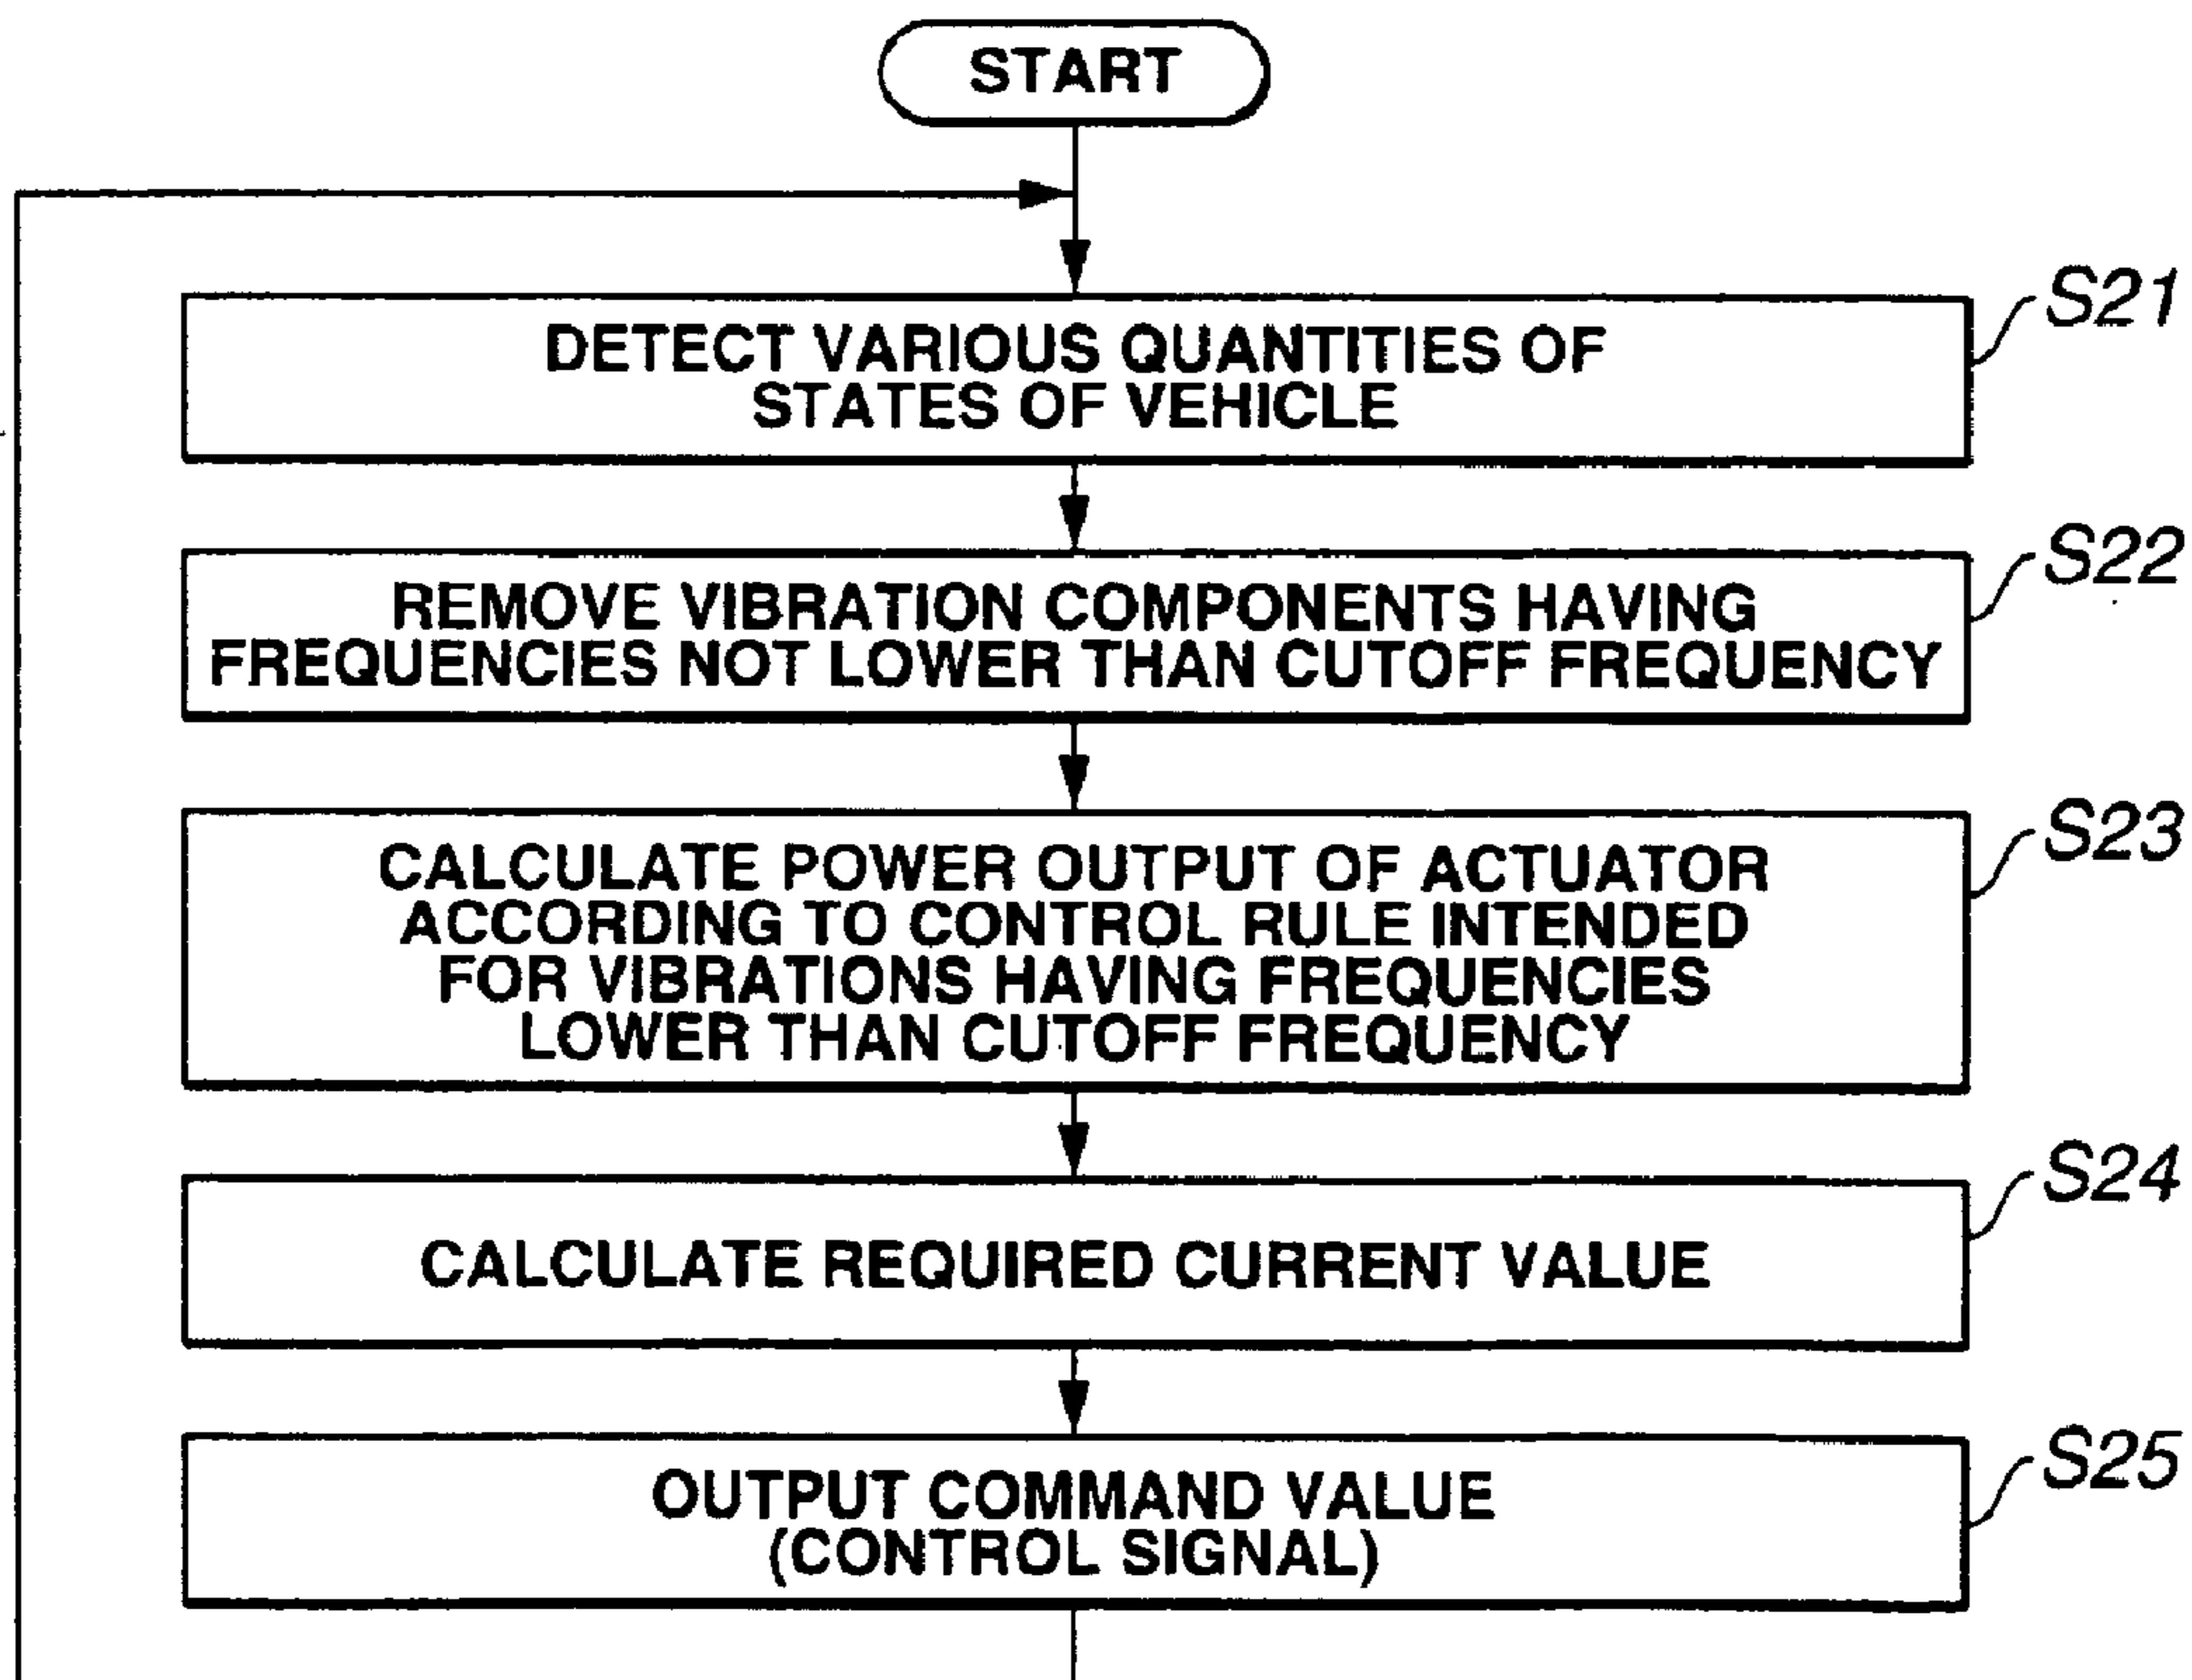 START
S21
DETECT VARIOUS QUANTITIES OF
STATES OF VEHICLE
S22
REMOVE VIBRATION COMPONENTS HAVING
FREQUENCIES NOT LOWER THAN CUTOFF FREQUENCY
S23
CALCULATE POWER OUTPUT OF ACTUATOR
ACCORDING TO CONTROL RULE INTENDED
FOR VIBRATIONS HAVING FREQUENCIES
LOWER THAN CUTOFF FREQUENCY
S24
CALCULATE REQUIRED CURRENT VALUE
S25
OUTPUT COMMAND VALUE
(CONTROL SIGNAL)